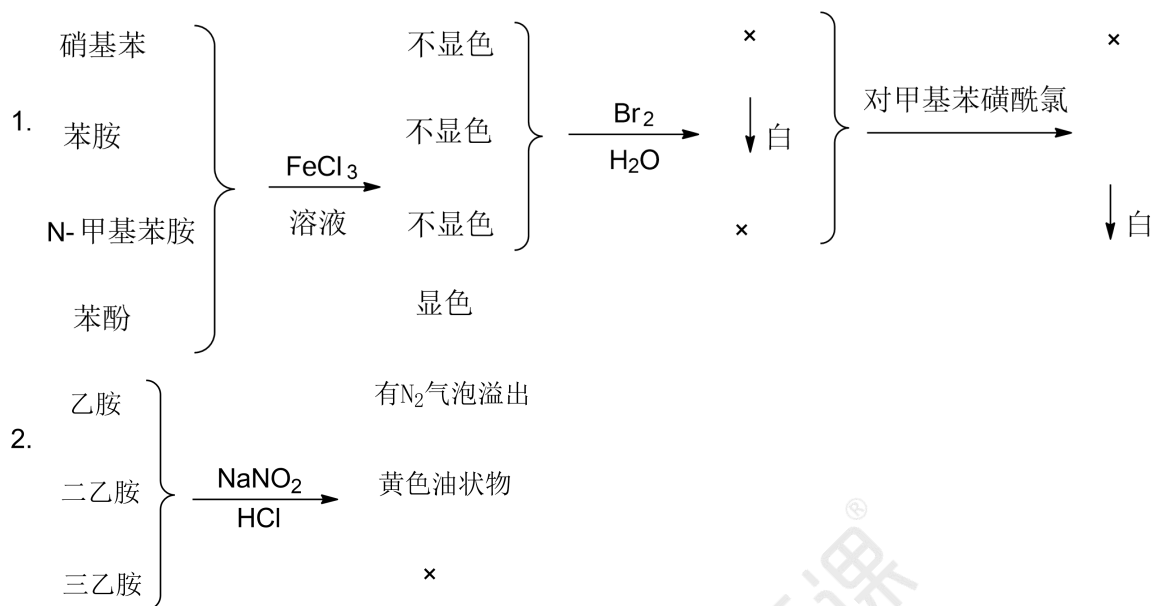 硝基苯 不显色 × ×
1. 苯胺 不显色 Br₂ H₂O ↓ 白 对甲基苯磺酰氯
FeCl₃ 溶液
N-甲基苯胺 不显色 × ↓ 白
苯酚 显色
乙胺 有N₂气泡溢出
2. 二乙胺 NaNO₂ HCl 黄色油状物
三乙胺 ×
课®